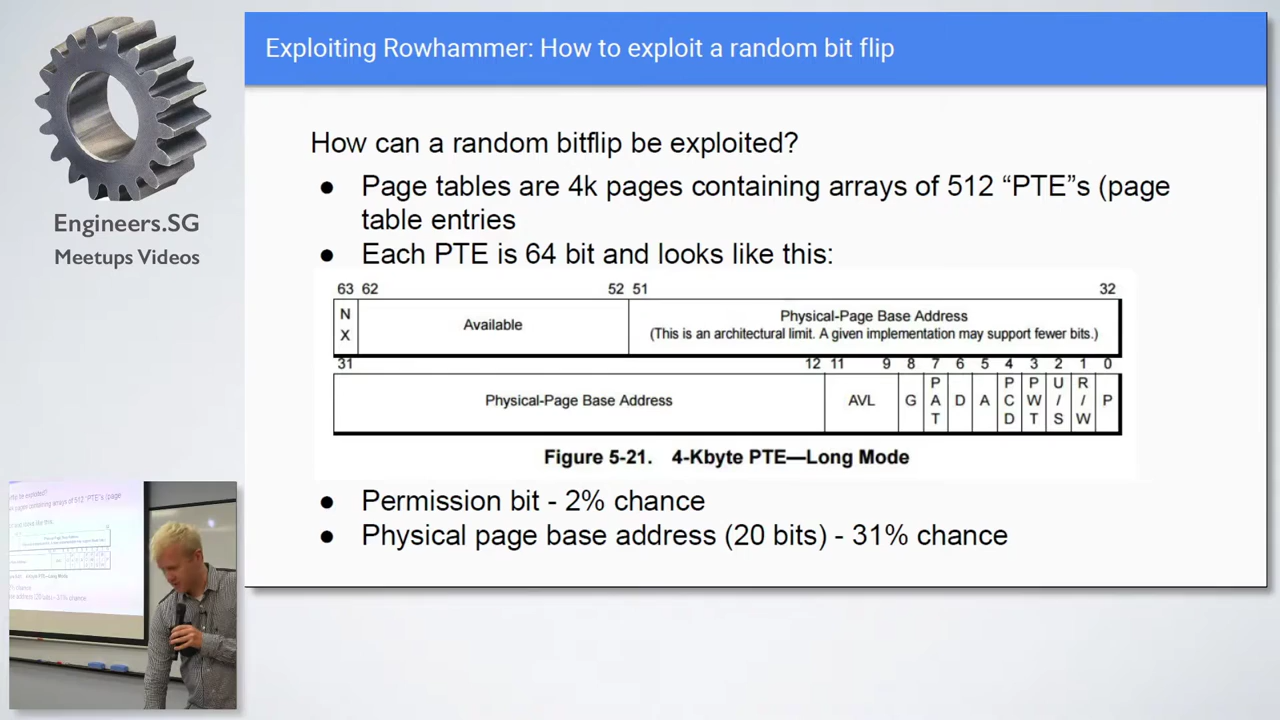 Exploiting Rowhammer: How to exploit a random bit flip
Engineers.SG
Meetups Videos
How can a random bitflip be exploited?
● Page tables are 4k pages containing arrays of 512 “PTE”s (page
table entries
● Each PTE is 64 bit and looks like this:
63 62 52 51 32
N
X
Available
Physical-Page Base Address
(This is an architectural limit. A given implementation may support fewer bits.)
31 12 11 9 8 7 6 5 4 3 2 1 0
Physical-Page Base Address
AVL
G
P
A
T
D
A
P
C
D
P
W
T
U
/
S
R
/
W
P
Figure 5-21. 4-Kbyte PTE—Long Mode
● Permission bit - 2% chance
● Physical page base address (20 bits) - 31% chance